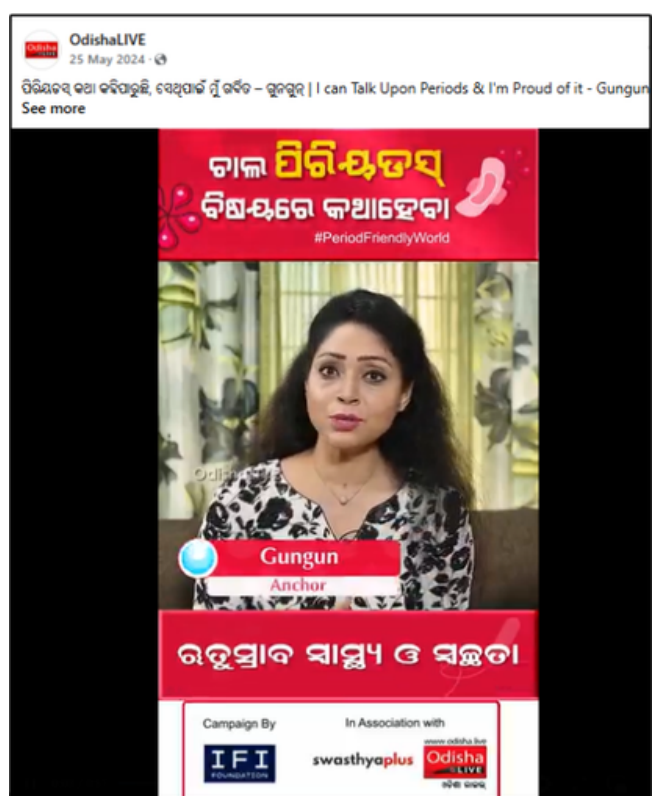 OdishaLIVE
25 May 2024 ·
ପିରିୟଡସ୍ କଥା କହିପାରୁଛି, ସେଥିପାଇଁ ମୁଁ ଗର୍ବିତ – ଗୁନଗୁନ୍ | I can Talk Upon Periods & I'm Proud of it - Gungun
See more
ଚାଲ ପିରିୟଡସ୍
ବିଷୟରେ କଥାହେବା
#PeriodFriendlyWorld
Gungun
Anchor
ଋତୁସ୍ରାବ ସ୍ୱାସ୍ଥ୍ୟ ଓ ସ୍ୱଚ୍ଛତା
Campaign By
In Association with
www.odisha.live
IFI
FOUNDATION
swasthyaplus
Odisha
LIVE